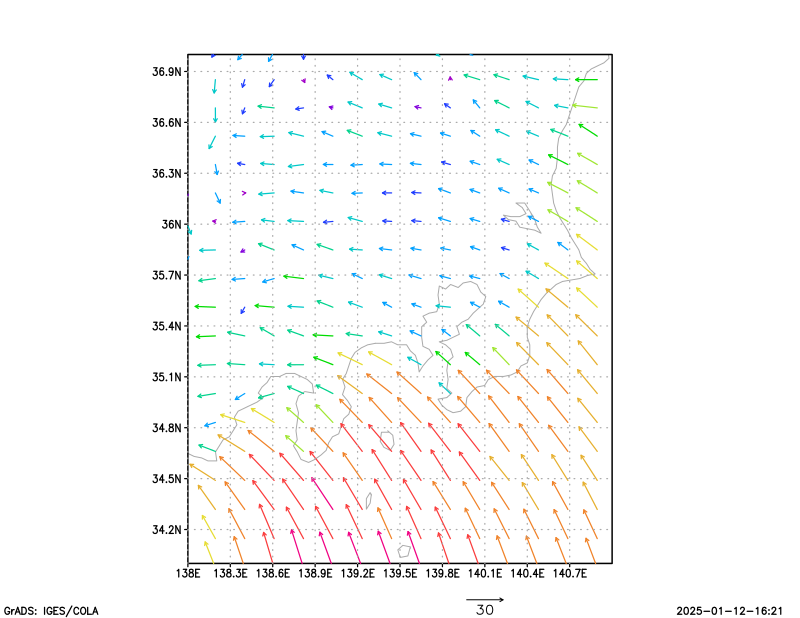 36.9N
36.6N
36.3N
36N
35.7N
35.4N
35.1N
34.8N
34.5N
34.2N
138E 138.3E 138.6E 138.9E 139.2E 139.5E 139.8E 140.1E 140.4E 140.7E
30
GrADS: IGES/COLA 2025-01-12-16:21